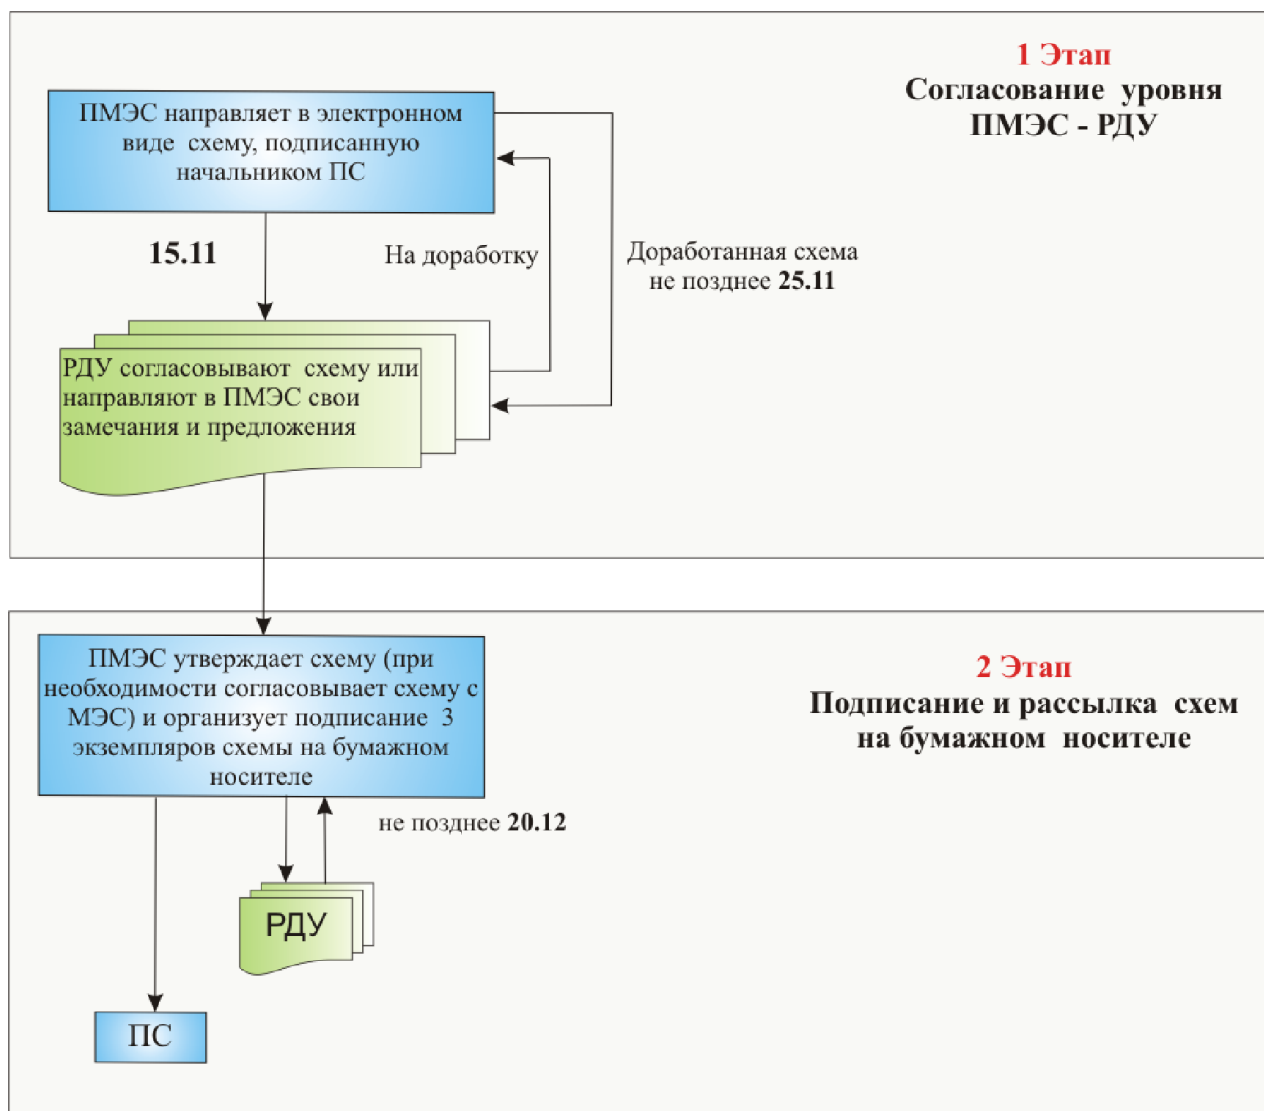 1 Этап
Согласование уровня
ПМЭС - РДУ
ПМЭС направляет в электронном
виде схему, подписанную
начальником ПС
15.11
На доработку
Доработанная схема
не позднее 25.11
РДУ согласовывают схему или
направляют в ПМЭС свои
замечания и предложения
2 Этап
Подписание и рассылка схем
на бумажном носителе
ПМЭС утверждает схему (при
необходимости согласовывает схему с
МЭС) и организует подписание 3
экземпляров схемы на бумажном
носителе
не позднее 20.12
РДУ
ПС